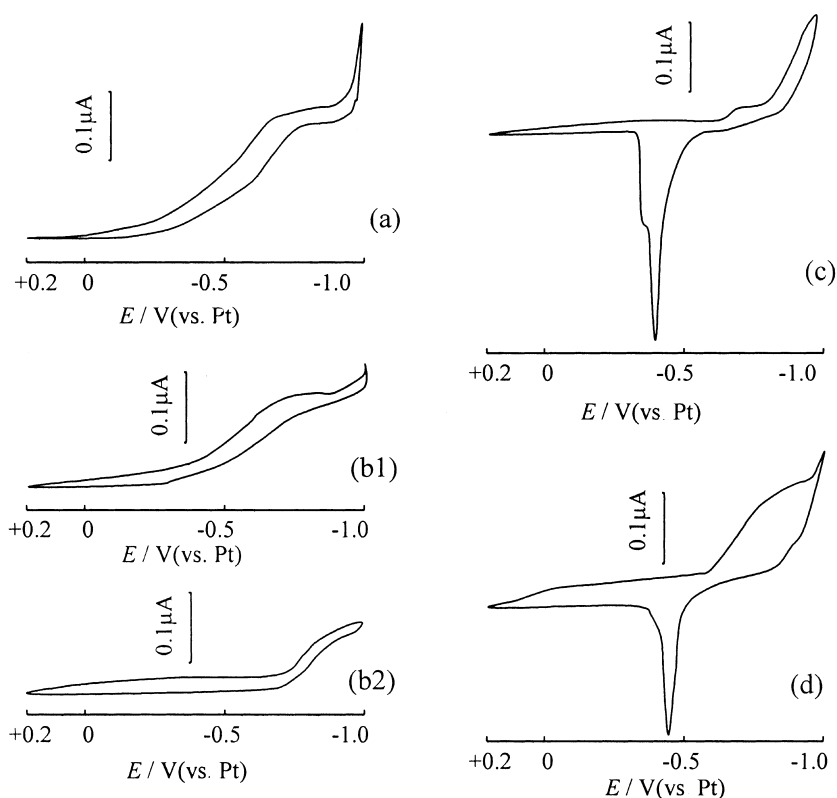 0.1μA
(a)
+0.2 0 -0.5 -1.0
E / V(vs. Pt)
0.1μA
(b1)
+0.2 0 -0.5 -1.0
E / V(vs. Pt)
0.1μA
(b2)
+0.2 0 -0.5 -1.0
E / V(vs. Pt)
0.1μA
(c)
+0.2 0 -0.5 -1.0
E / V(vs. Pt)
0.1μA
(d)
+0.2 0 -0.5 -1.0
E / V(vs Pt)